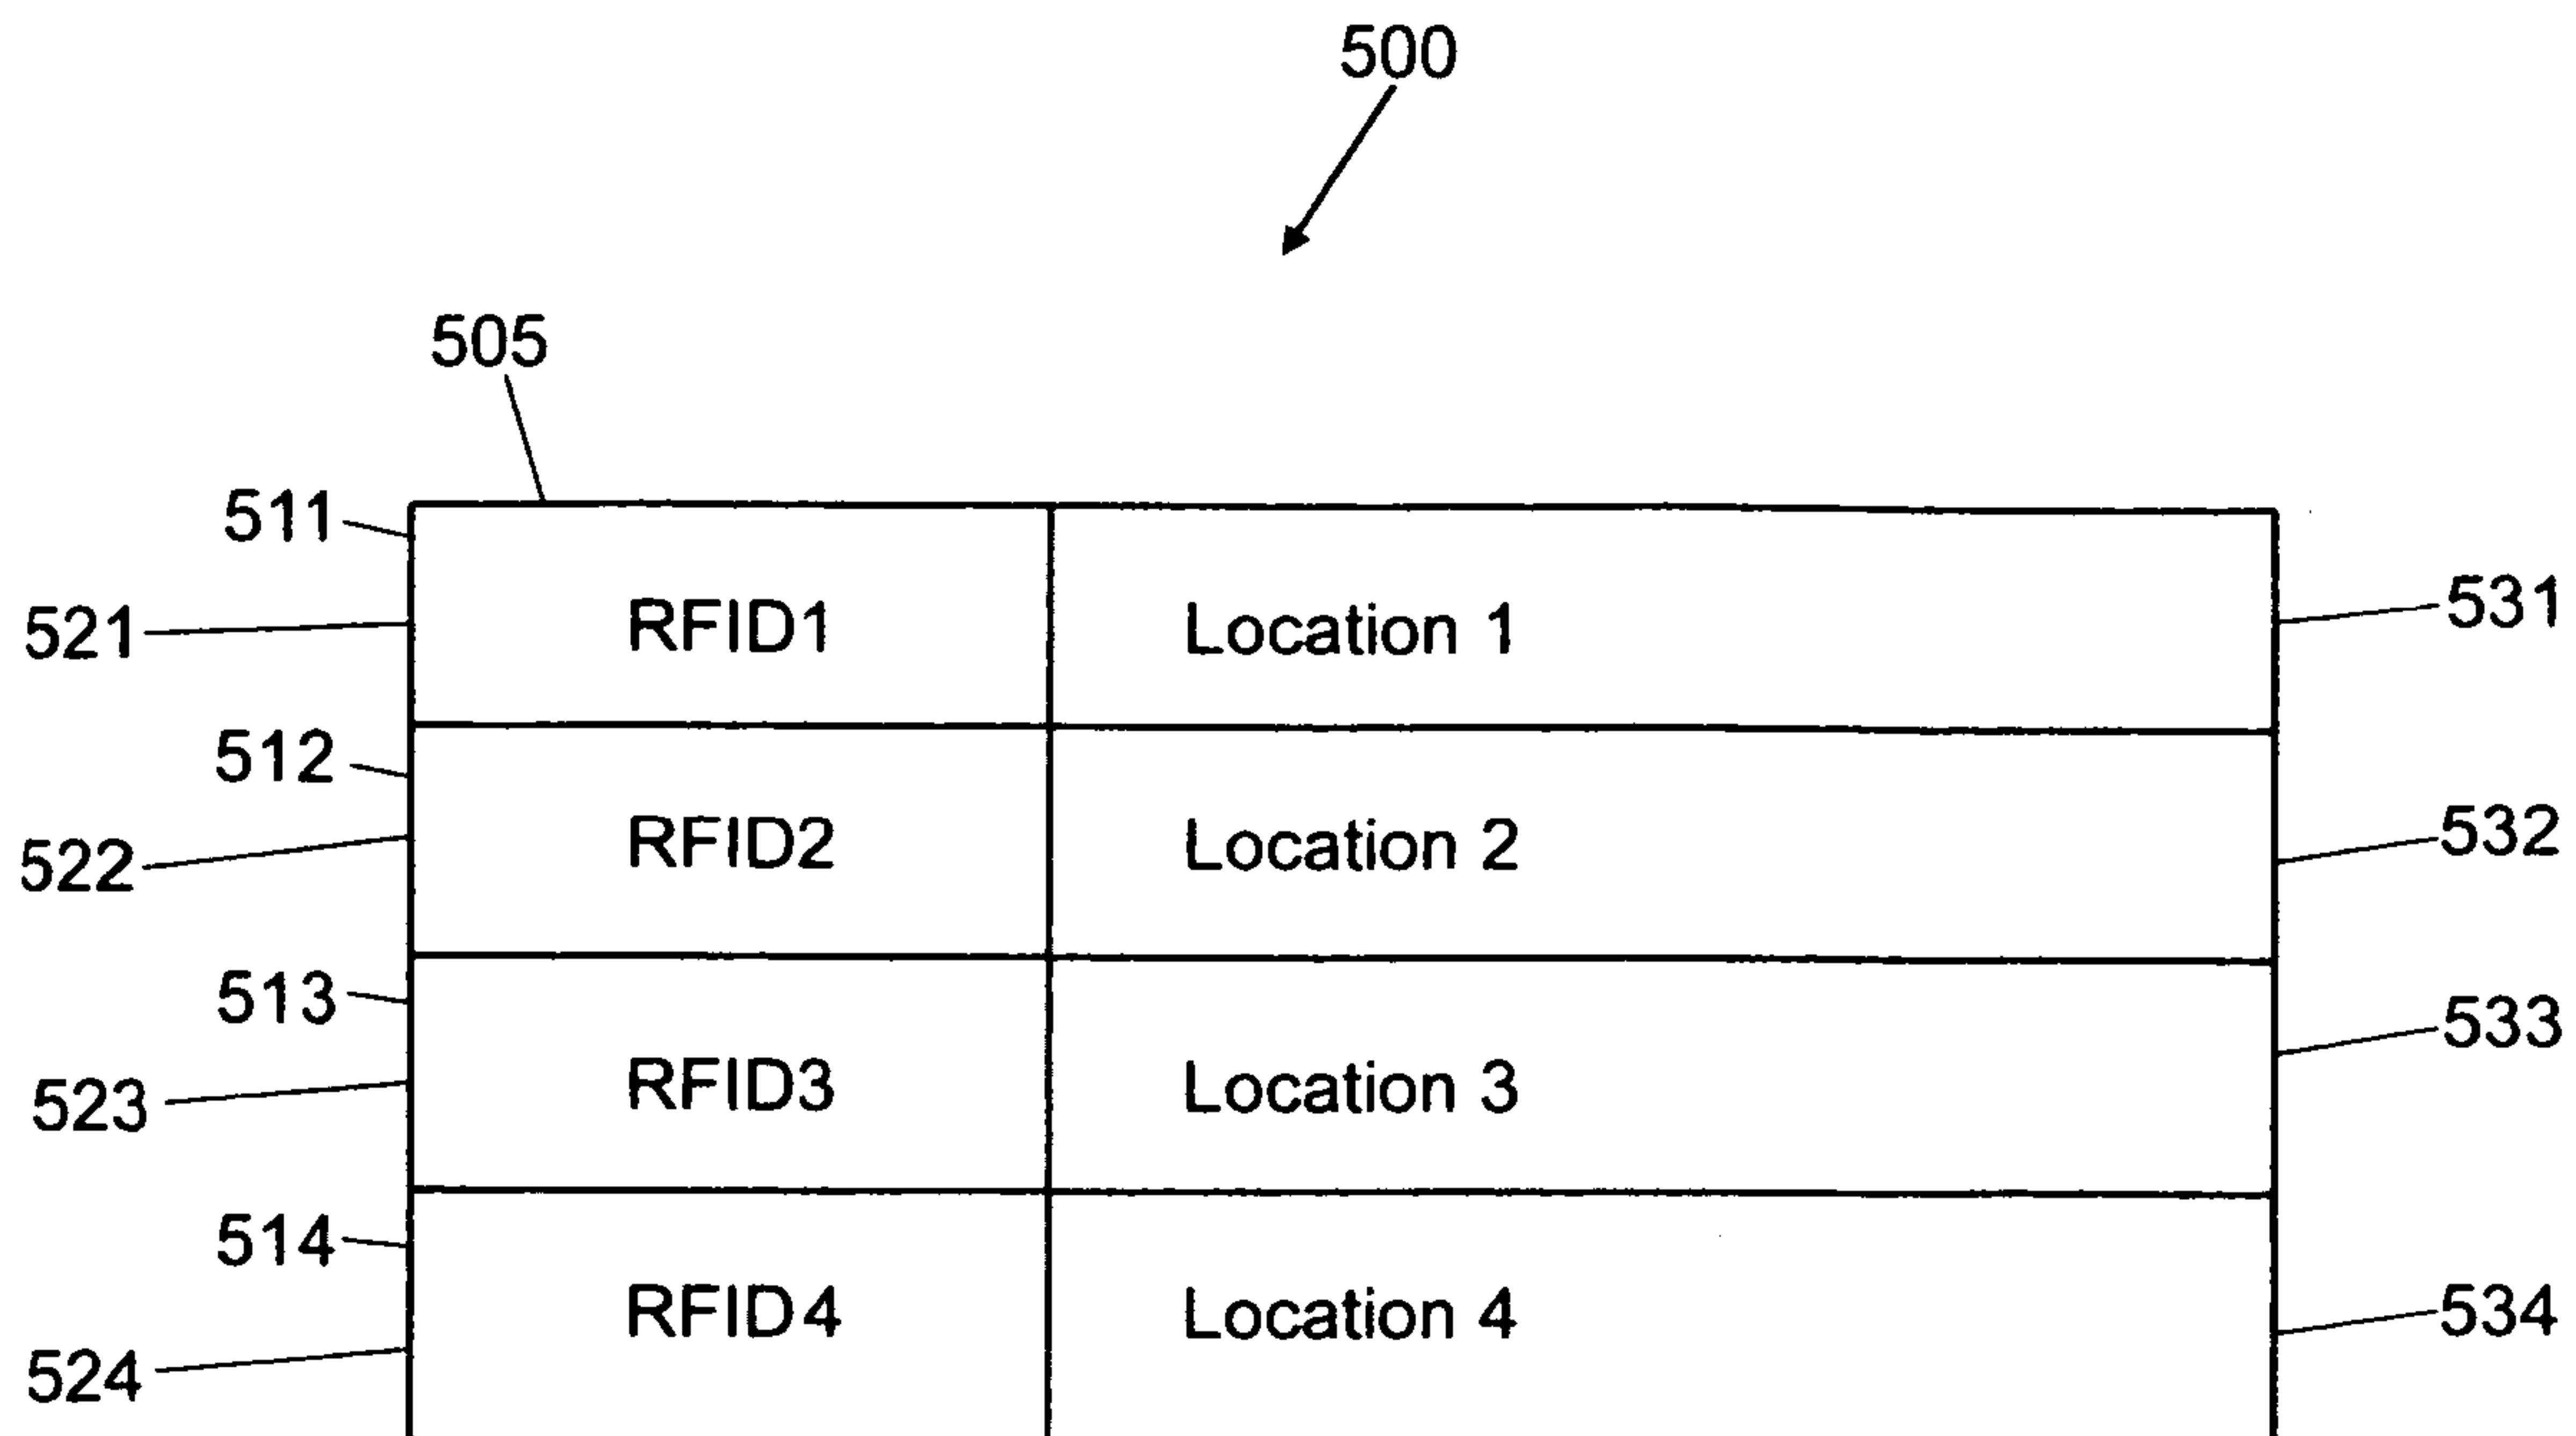 500
505
511
521 RFID1 Location 1 531
512
522 RFID2 Location 2 532
513
523 RFID3 Location 3 533
514
524 RFID4 Location 4 534